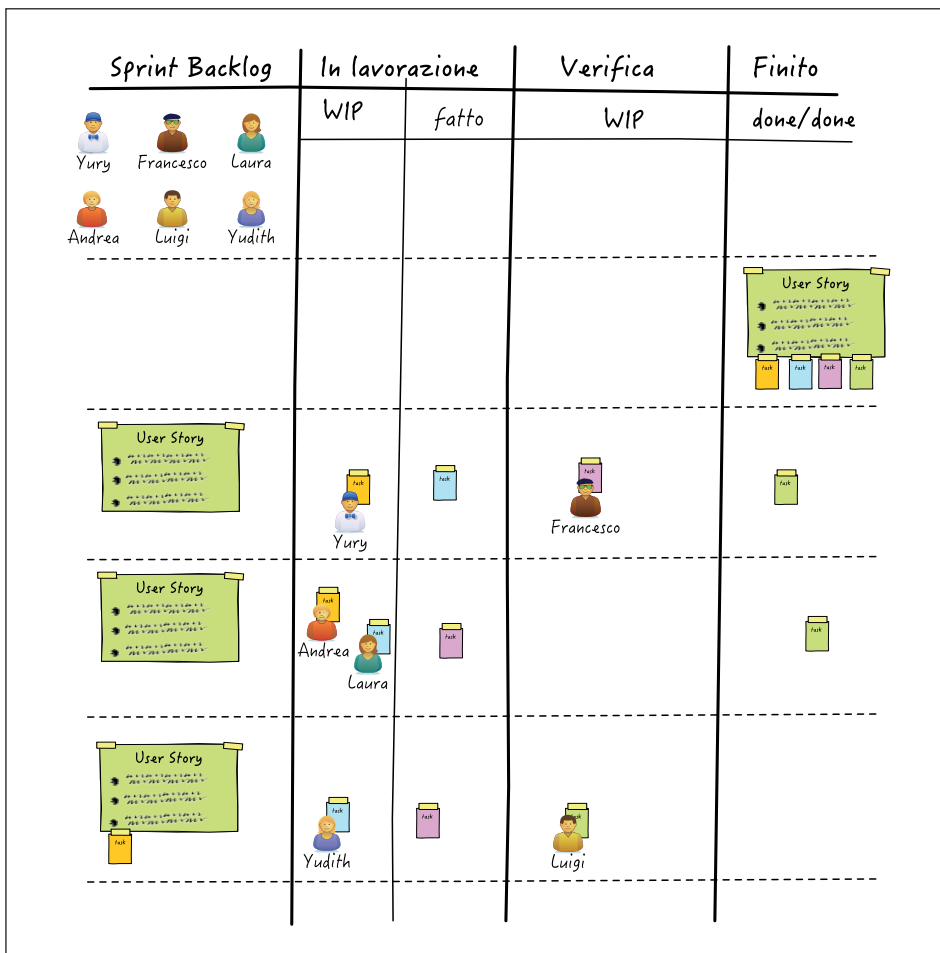 Sprint Backlog
In lavorazione
Verifica
Finito
WIP
fatto
WIP
done/done
Yury
Francesco
Laura
Andrea
Luigi
Yudith
User Story
task
task
task
task
User Story
task
Yury
task
task
Francesco
task
User Story
task
Andrea
task
Laura
task
task
User Story
task
task
Yudith
task
task
Luigi